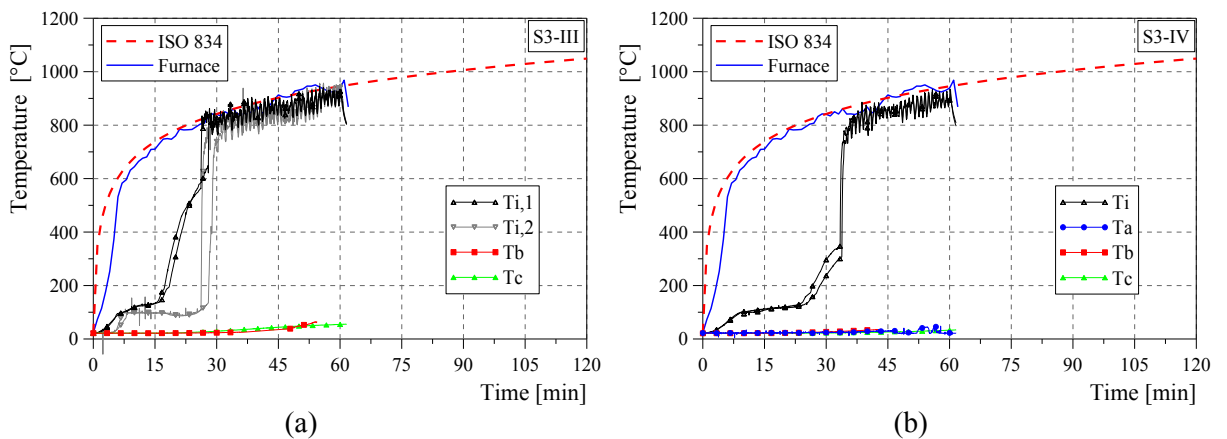 1200
1000
800
600
400
200
0
Temperature [°C]
ISO 834
Furnace
S3-III
Ti,1
Ti,2
Tb
Tc
0 15 30 45 60 75 90 105 120
Time [min]
(a)
1200
1000
800
600
400
200
0
Temperature [°C]
ISO 834
Furnace
S3-IV
Ti
Ta
Tb
Tc
0 15 30 45 60 75 90 105 120
Time [min]
(b)